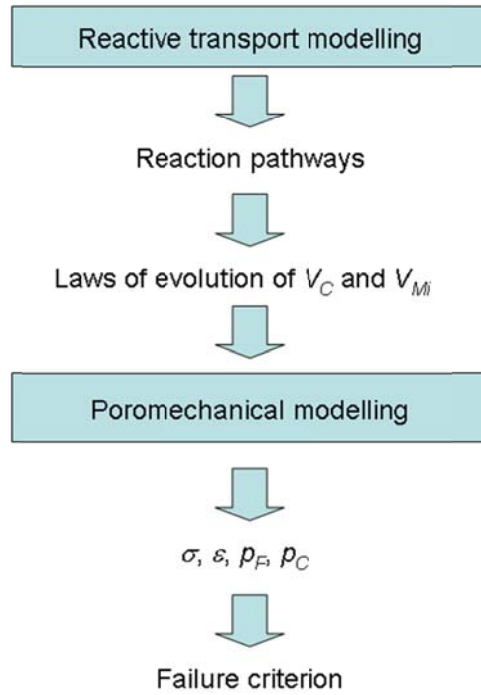 Reactive transport modelling
Reaction pathways
Laws of evolution of V_C and V_Mi
Poromechanical modelling
σ, ε, p_F, p_C
Failure criterion